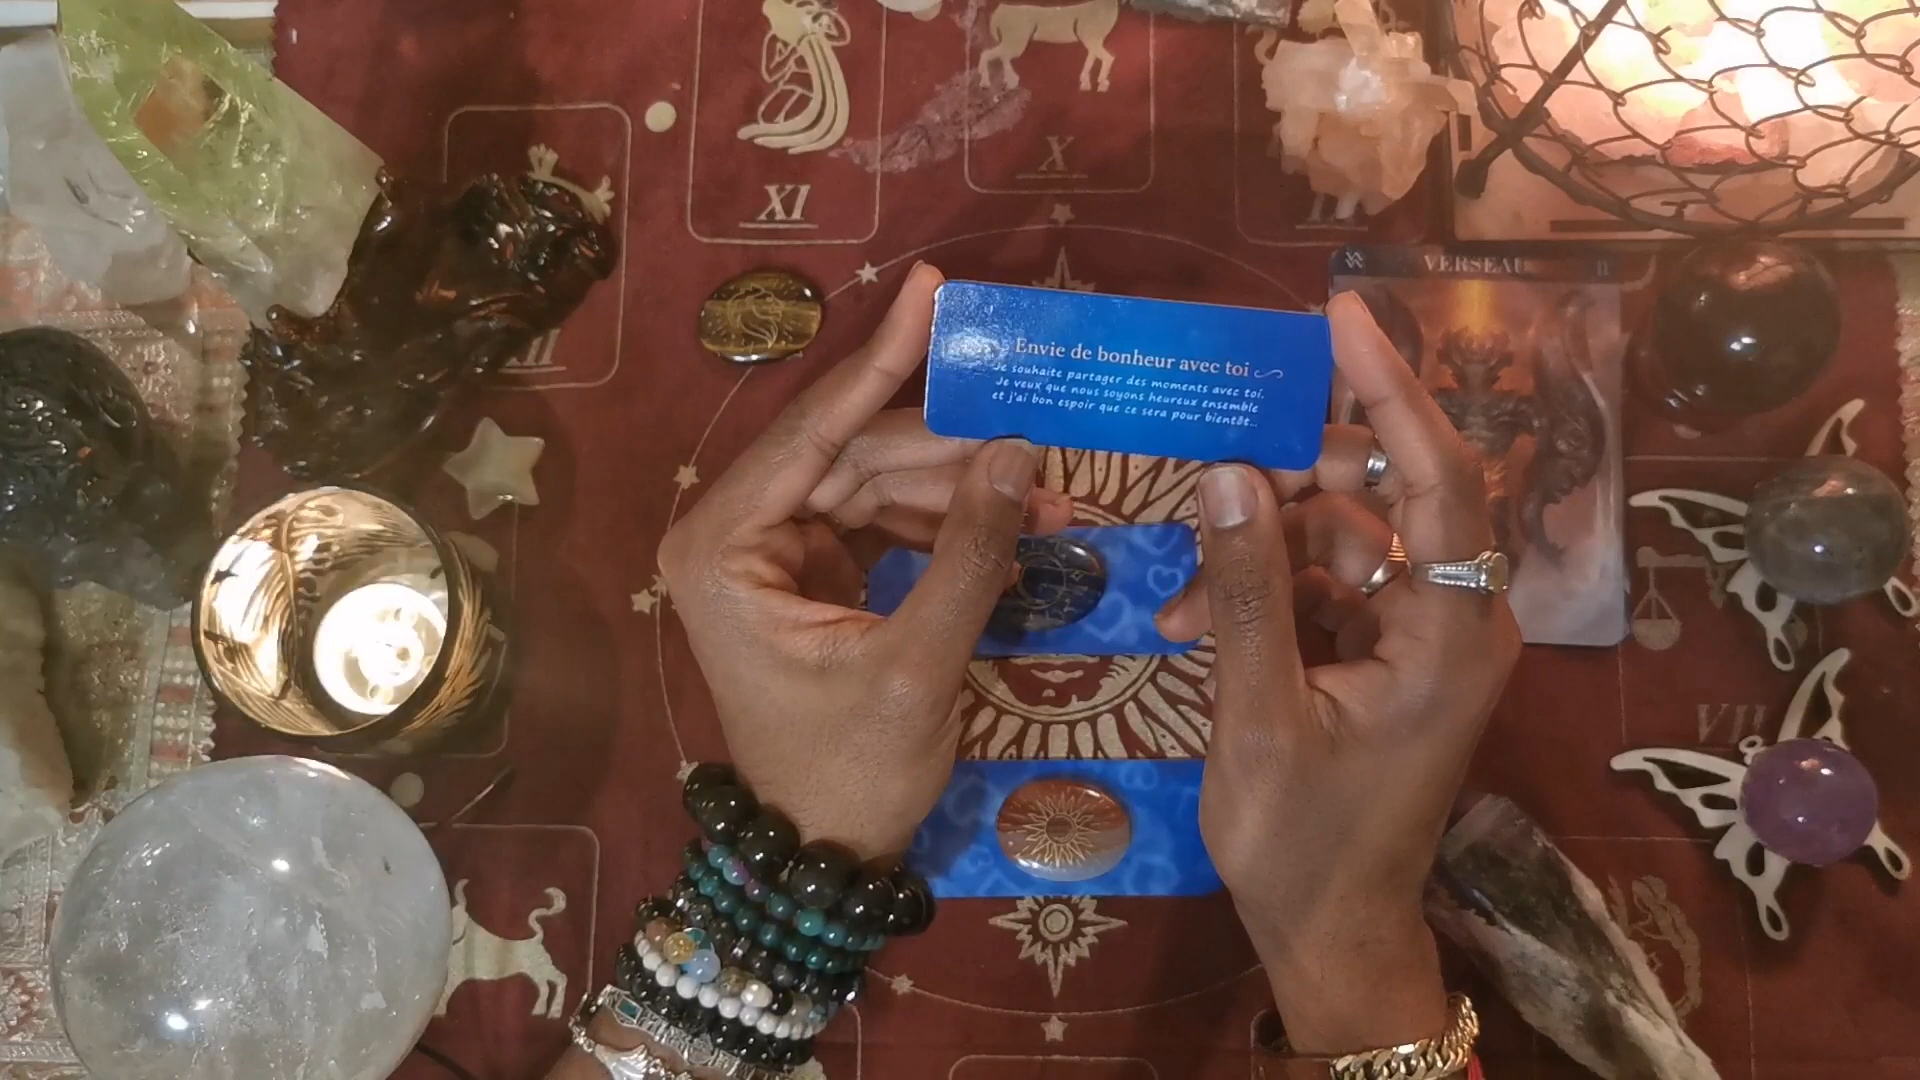 XI
X
VERSEAU
Envie de bonheur avec toi
Je souhaite partager des moments avec toi.
Je veux que nous soyons heureux ensemble
et j'ai bon espoir que ce sera pour bientôt...
VII